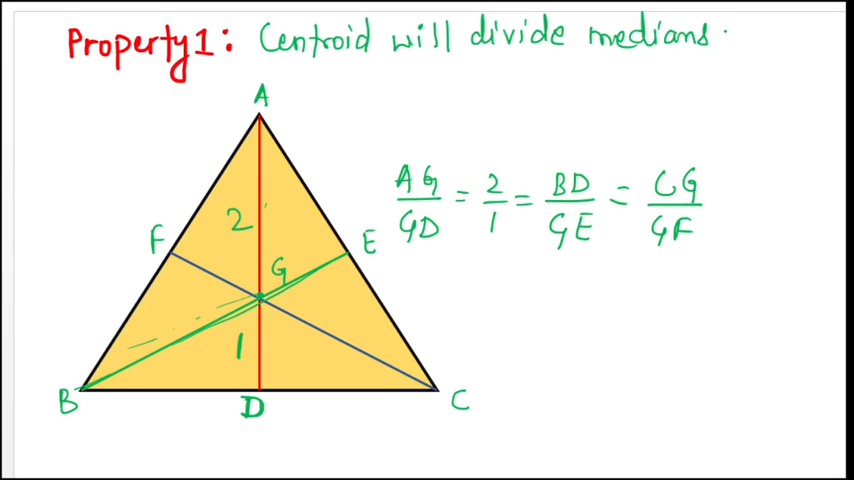 Property1: Centroid will divide medians.
A
AG/GD = 2/1 = BD/GE = CG/GF
2
F
E
G
1
B
D
C